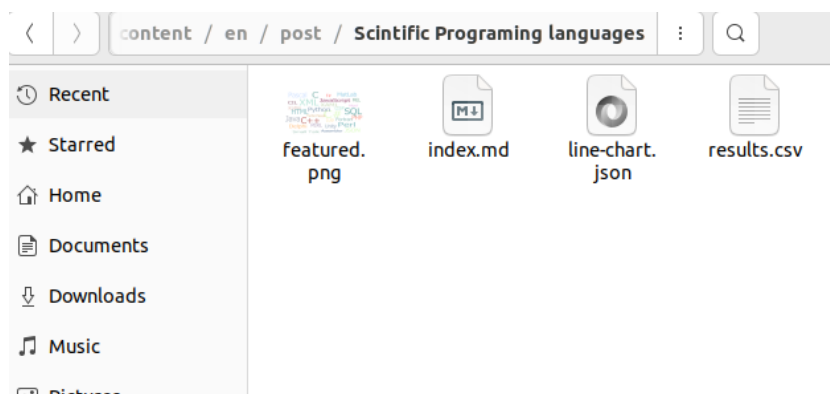 content / en / post / Scintific Programing languages
Recent
Starred
Home
Documents
Downloads
Music
featured.png
index.md
line-chart.json
results.csv